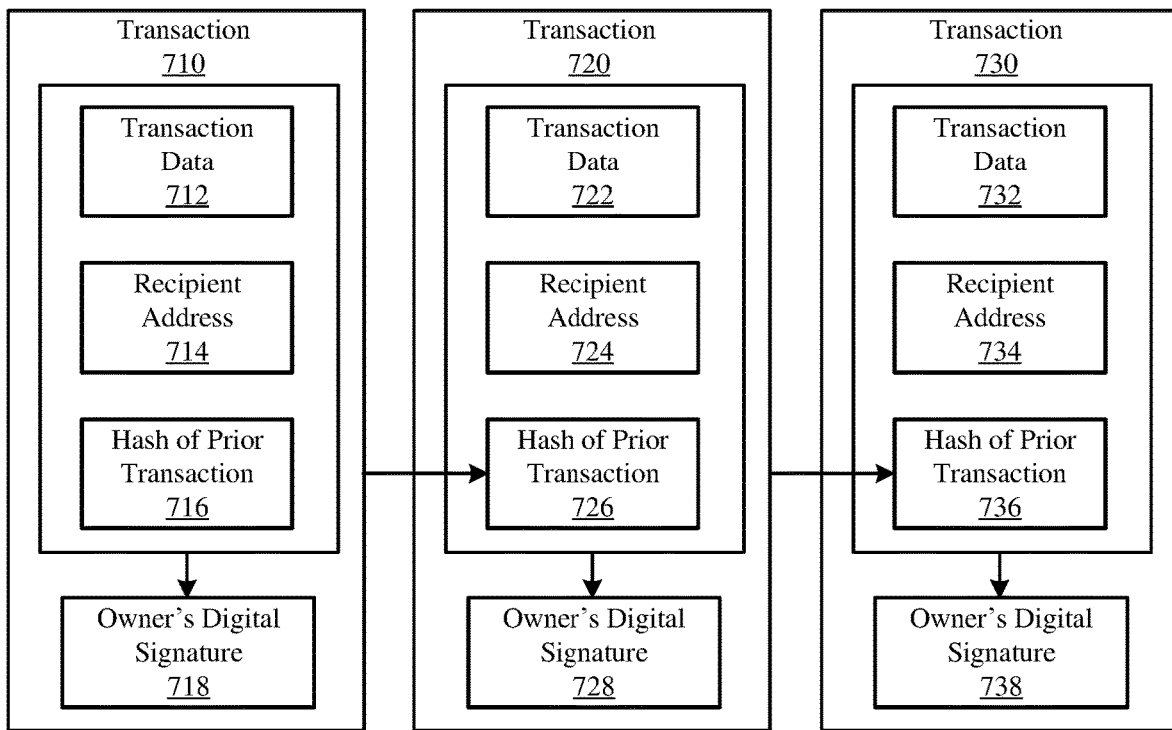 Transaction
710
Transaction
Data
712
Recipient
Address
714
Hash of Prior
Transaction
716
Owner’s Digital
Signature
718
Transaction
720
Transaction
Data
722
Recipient
Address
724
Hash of Prior
Transaction
726
Owner’s Digital
Signature
728
Transaction
730
Transaction
Data
732
Recipient
Address
734
Hash of Prior
Transaction
736
Owner’s Digital
Signature
738